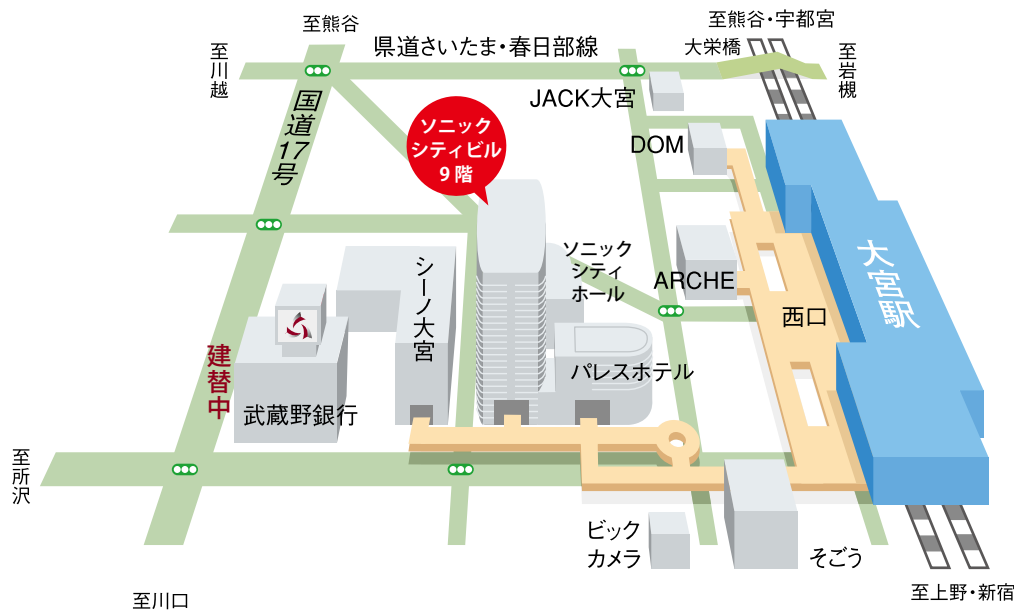 至熊谷
至熊谷・宇都宮
県道さいたま・春日部線
大栄橋
至川越
至岩槻
JACK大宮
国道17号
ソニック
シティビル
9階
DOM
大宮駅
ソニック
シティ
ホール
シーノ大宮
ARCHE
西口
建替中
パレスホテル
武蔵野銀行
至所沢
ビック
カメラ
そごう
至川口
至上野・新宿